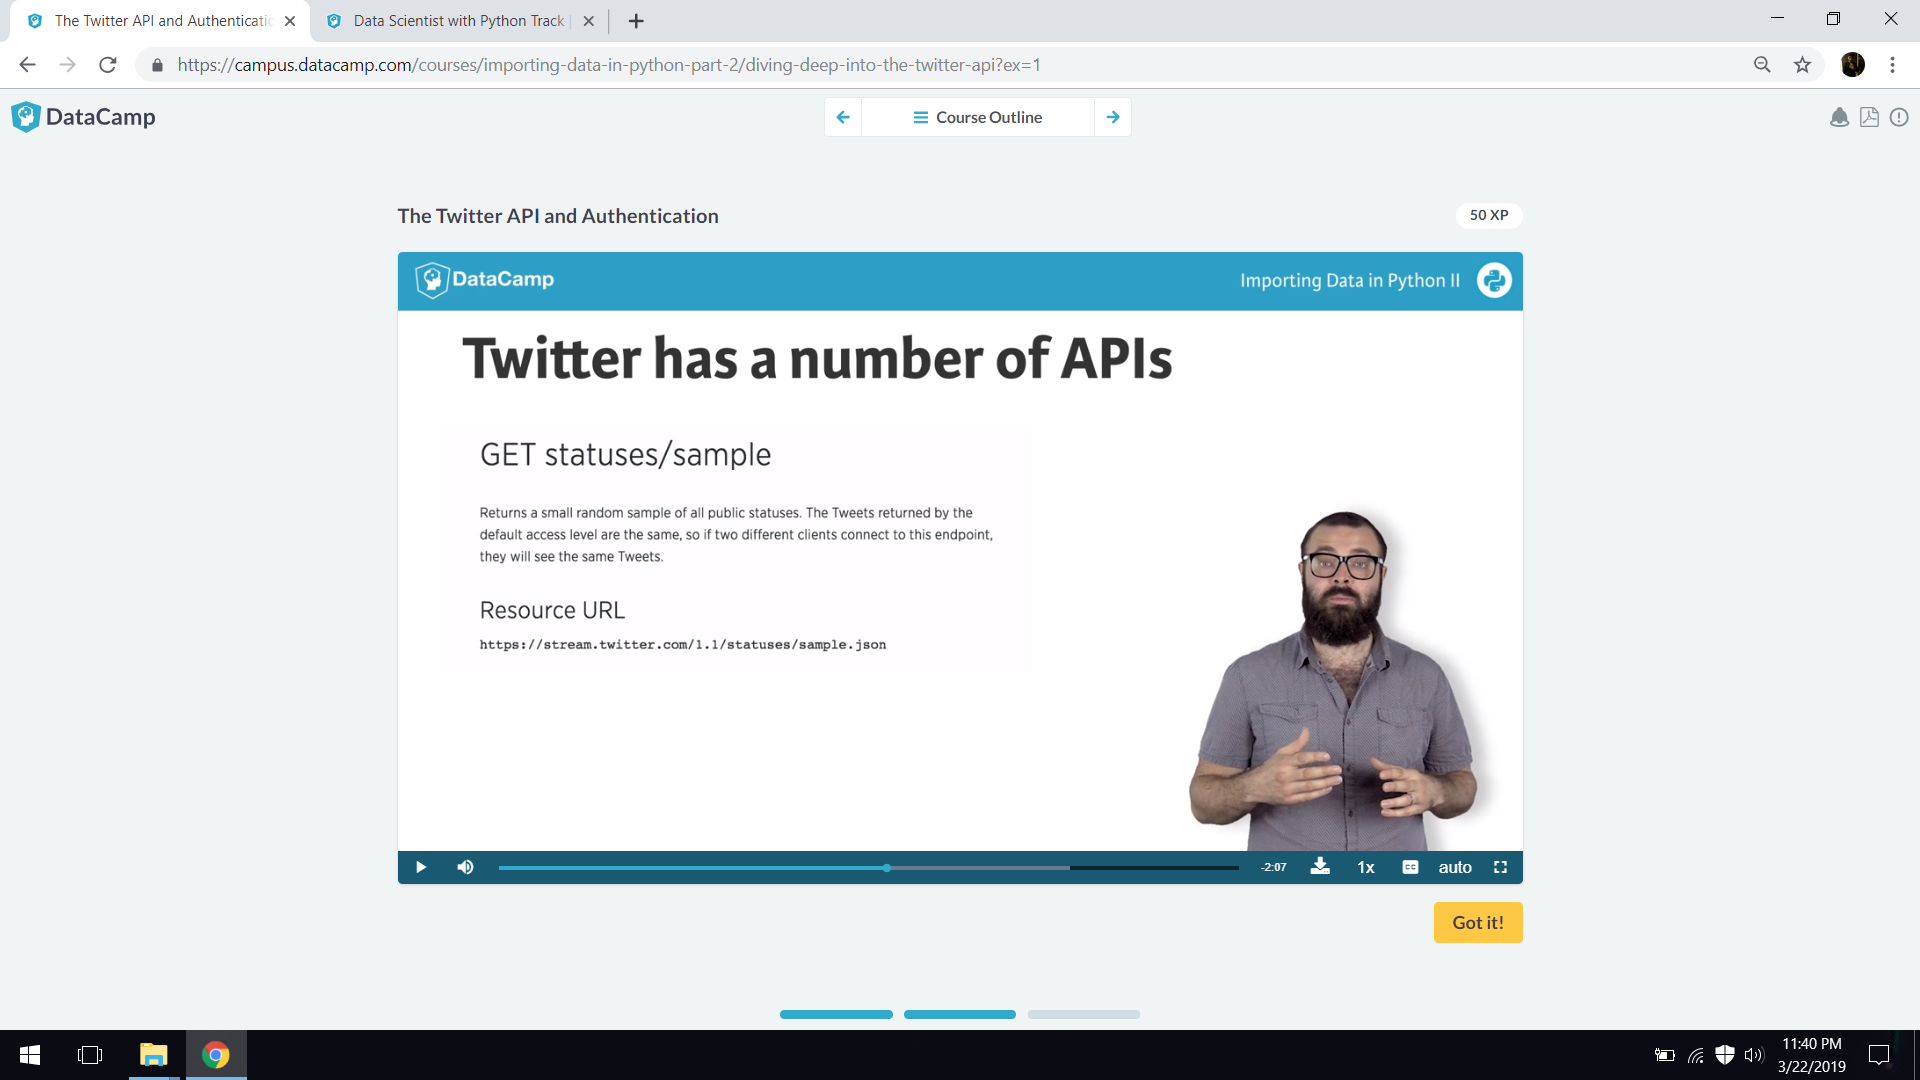 The Twitter API and Authenticatic
Data Scientist with Python Track
https://campus.datacamp.com/courses/importing-data-in-python-part-2/diving-deep-into-the-twitter-api?ex=1
DataCamp
Course Outline
The Twitter API and Authentication
50 XP
DataCamp
Importing Data in Python II
Twitter has a number of APIs
GET statuses/sample
Returns a small random sample of all public statuses. The Tweets returned by the
default access level are the same, so if two different clients connect to this endpoint,
they will see the same Tweets.
Resource URL
https://stream.twitter.com/1.1/statuses/sample.json
-2:07
1x
CC
auto
Got it!
11:40 PM
3/22/2019